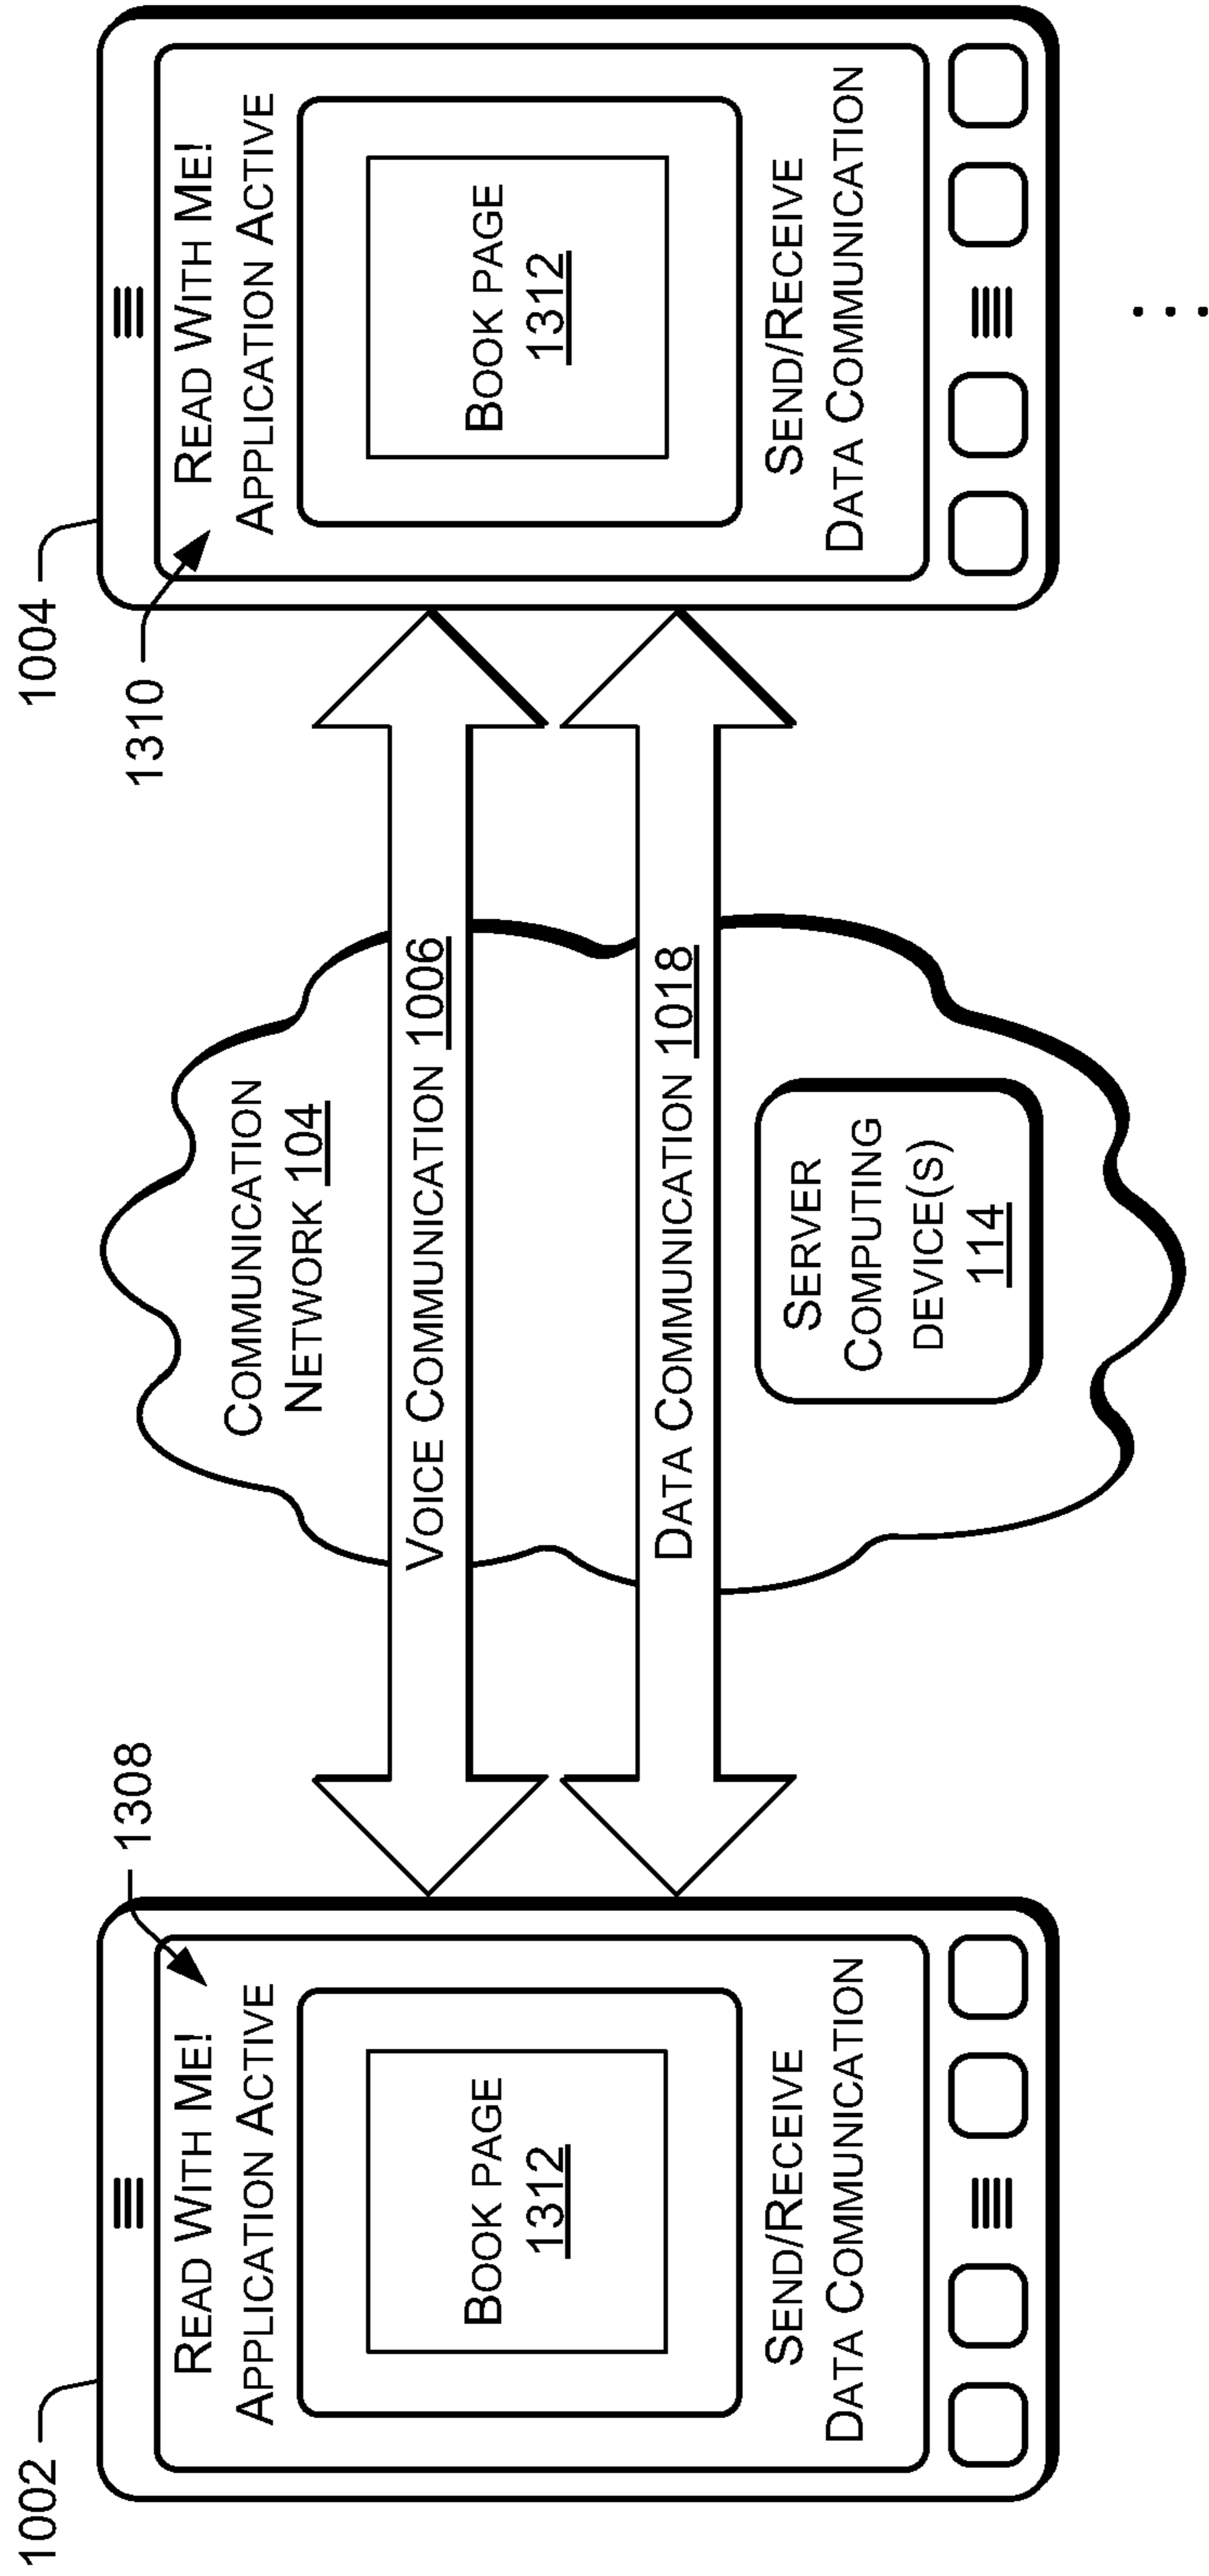 1002
1308
READ WITH ME!
APPLICATION ACTIVE
BOOK PAGE
1312
SEND/RECEIVE
DATA COMMUNICATION
COMMUNICATION
NETWORK 104
VOICE COMMUNICATION 1006
DATA COMMUNICATION 1018
SERVER
COMPUTING
DEVICE(S)
114
1004
1310
READ WITH ME!
APPLICATION ACTIVE
BOOK PAGE
1312
SEND/RECEIVE
DATA COMMUNICATION
...